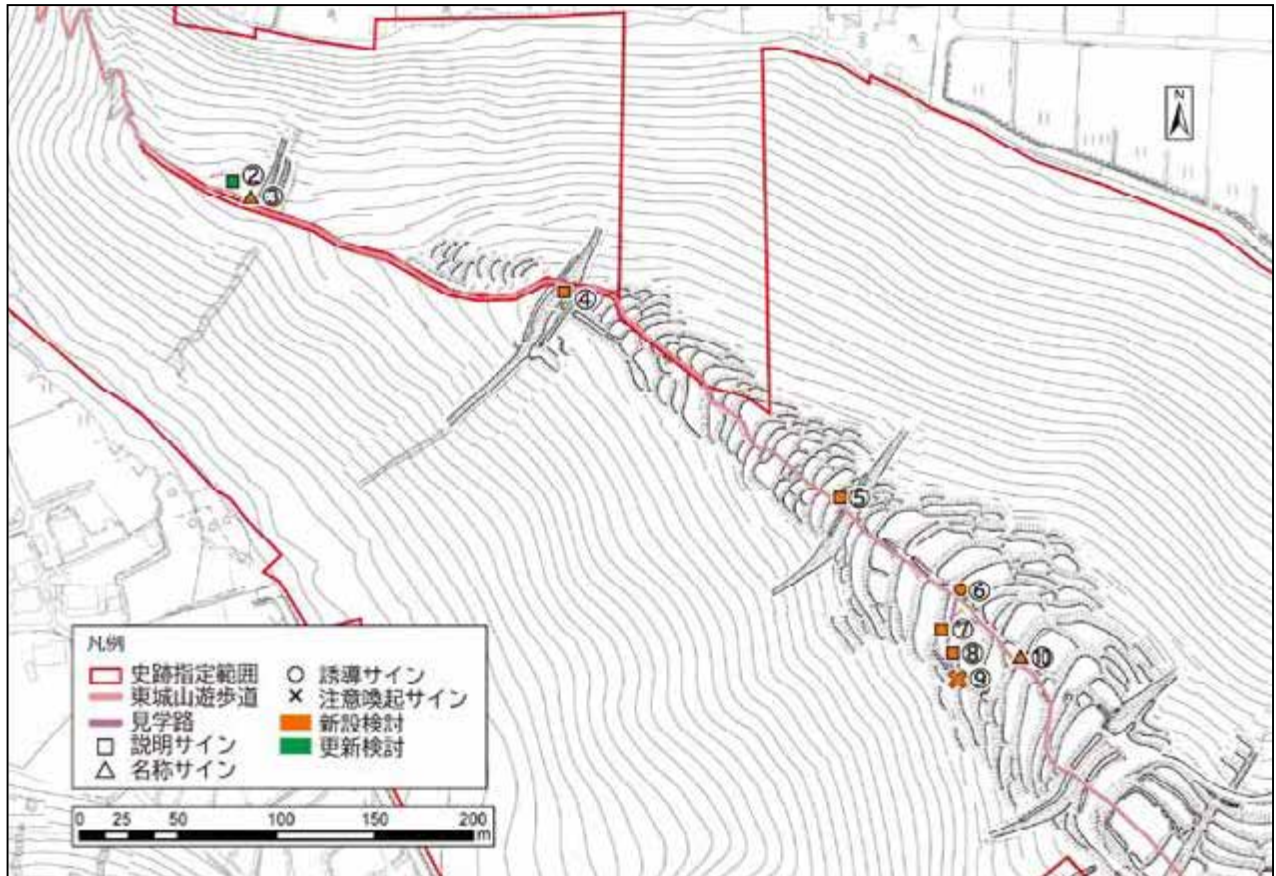 N
②
③
④
⑤
⑥
⑦
⑧
⑨
⑩
凡例
史跡指定範囲
東城山遊歩道
見学路
説明サイン
名称サイン
誘導サイン
注意喚起サイン
新設検討
更新検討
0 25 50 100 150 200
m